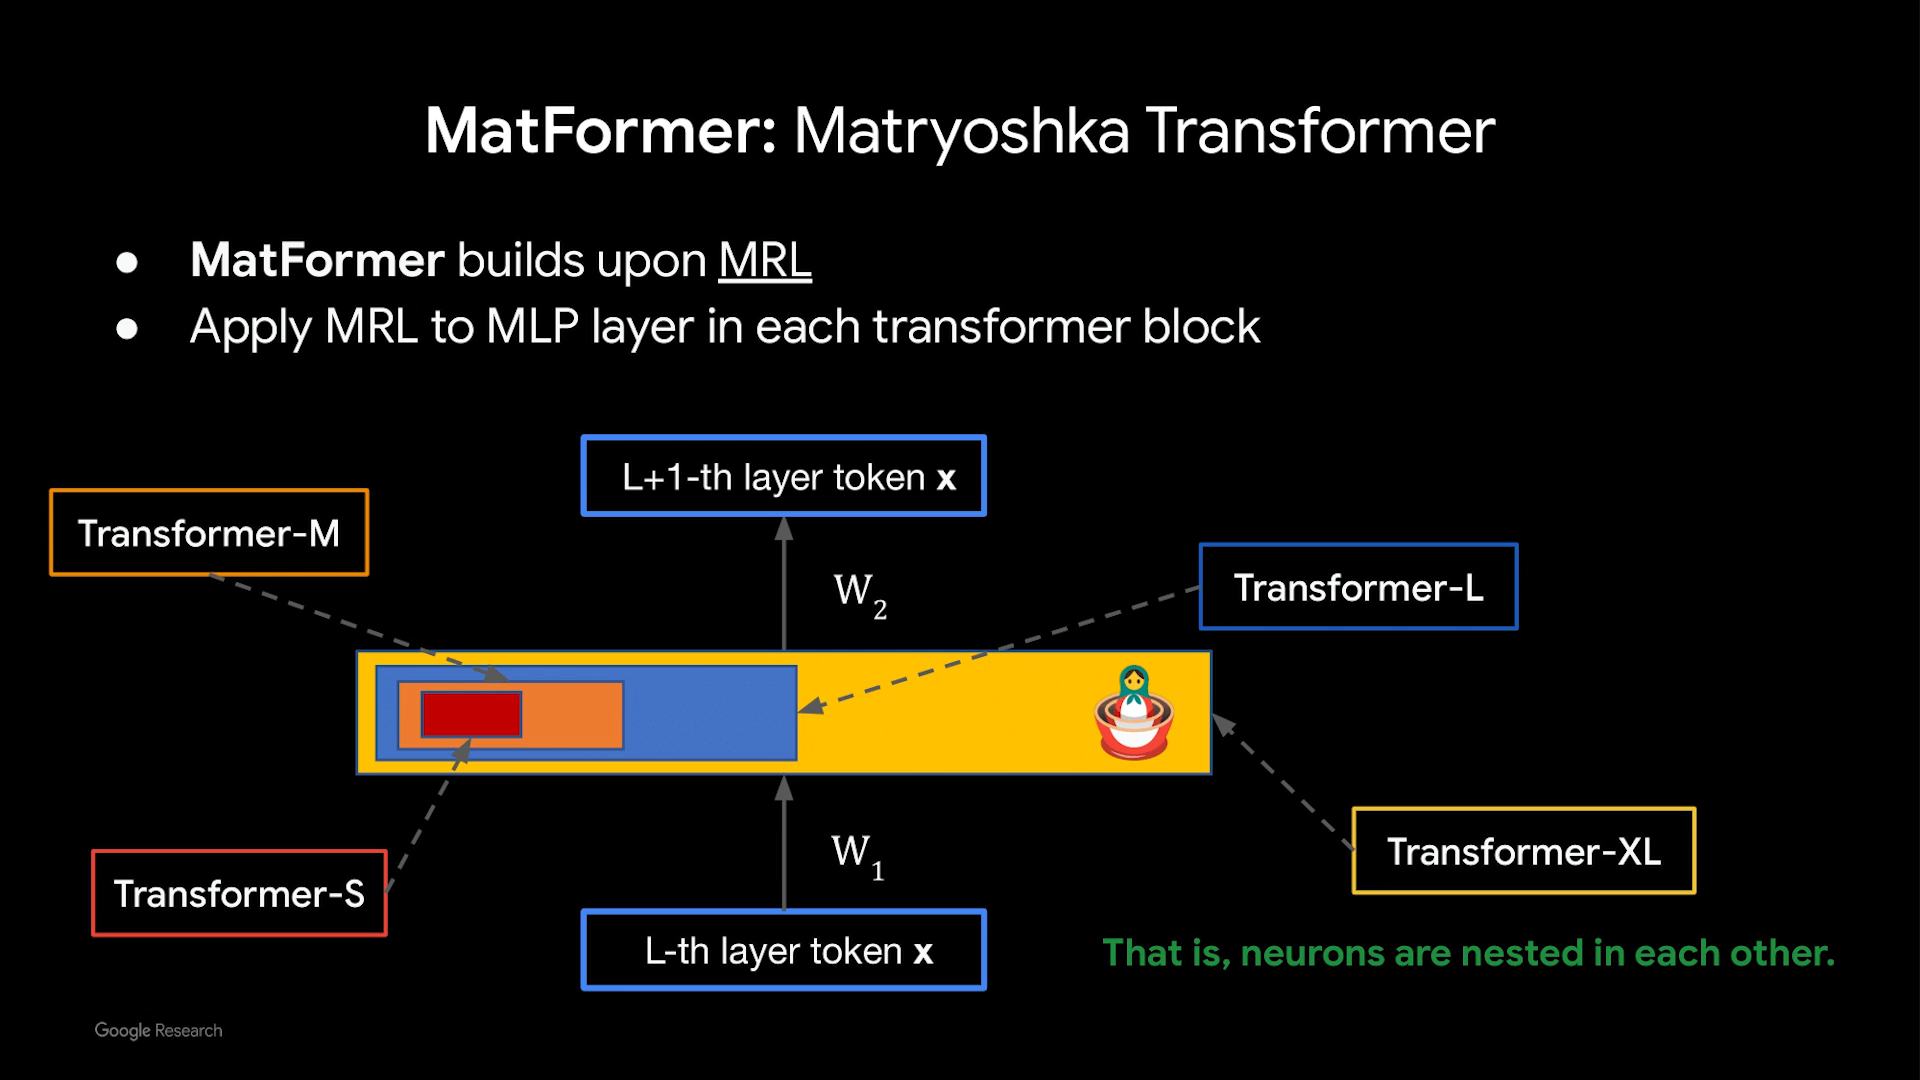 MatFormer: Matryoshka Transformer
● MatFormer builds upon MRL
● Apply MRL to MLP layer in each transformer block
L+1-th layer token x
Transformer-M
Transformer-L
W2
W1
Transformer-XL
Transformer-S
L-th layer token x
That is, neurons are nested in each other.
Google Research